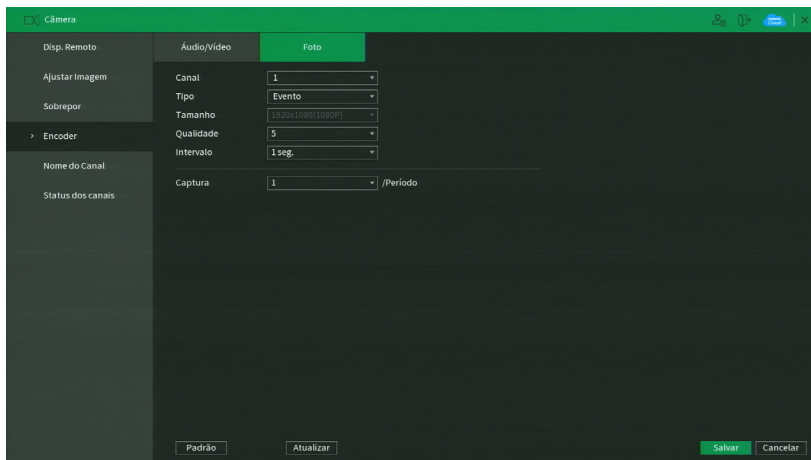 Câmera
Cloud
Disp. Remoto
Ajustar Imagem
Sobrepor
> Encoder
Nome do Canal
Status dos canais
Áudio/Vídeo
Foto
Canal 1
Tipo Evento
Tamanho 1920x1080(1080P)
Qualidade 5
Intervalo 1 seg.
Captura 1 /Período
Padrão Atualizar Salvar Cancelar